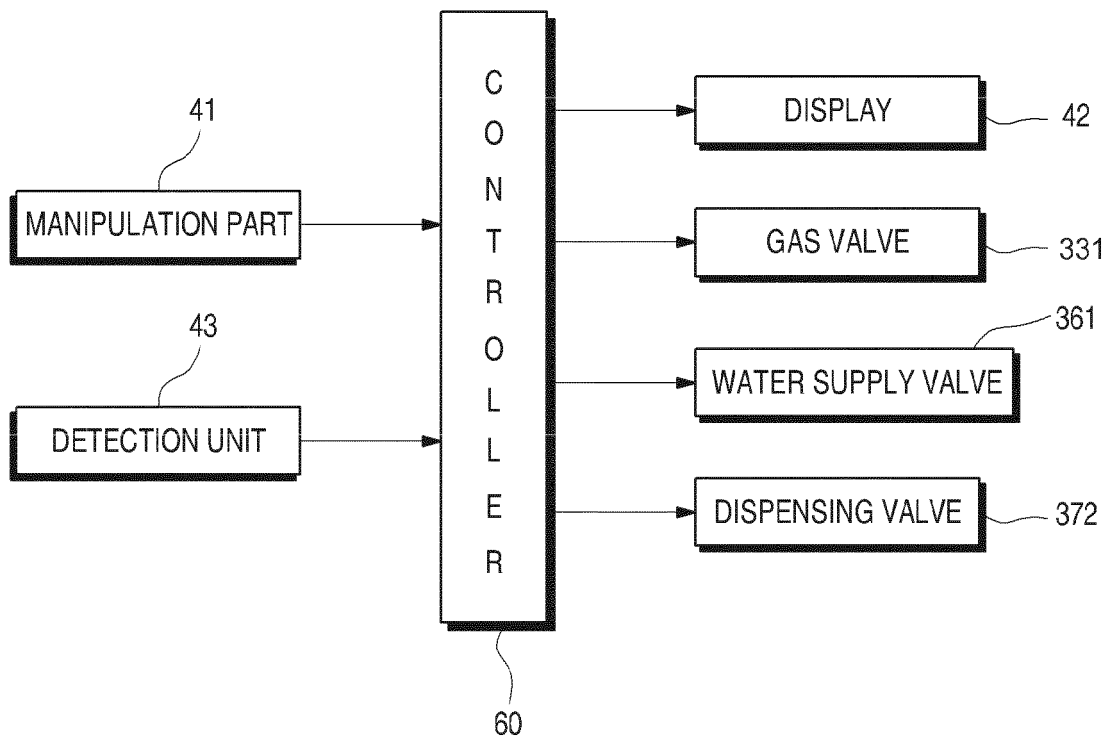 41
MANIPULATION PART
43
DETECTION UNIT
CONTROLLER
60
DISPLAY
42
GAS VALVE
331
361
WATER SUPPLY VALVE
DISPENSING VALVE
372